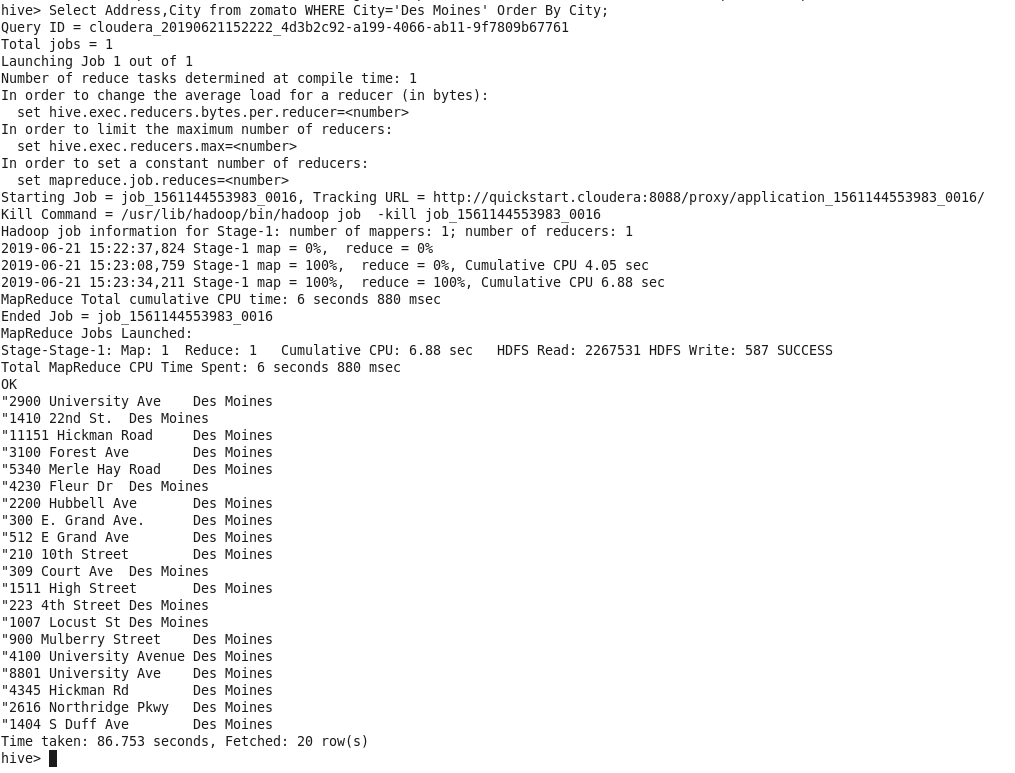 hive> Select Address,City from zomato WHERE City='Des Moines' Order By City;
Query ID = cloudera_20190621152222_4d3b2c92-a199-4066-ab11-9f7809b67761
Total jobs = 1
Launching Job 1 out of 1
Number of reduce tasks determined at compile time: 1
In order to change the average load for a reducer (in bytes):
  set hive.exec.reducers.bytes.per.reducer=<number>
In order to limit the maximum number of reducers:
  set hive.exec.reducers.max=<number>
In order to set a constant number of reducers:
  set mapreduce.job.reduces=<number>
Starting Job = job_1561144553983_0016, Tracking URL = http://quickstart.cloudera:8088/proxy/application_1561144553983_0016/
Kill Command = /usr/lib/hadoop/bin/hadoop job  -kill job_1561144553983_0016
Hadoop job information for Stage-1: number of mappers: 1; number of reducers: 1
2019-06-21 15:22:37,824 Stage-1 map = 0%,  reduce = 0%
2019-06-21 15:23:08,759 Stage-1 map = 100%,  reduce = 0%, Cumulative CPU 4.05 sec
2019-06-21 15:23:34,211 Stage-1 map = 100%,  reduce = 100%, Cumulative CPU 6.88 sec
MapReduce Total cumulative CPU time: 6 seconds 880 msec
Ended Job = job_1561144553983_0016
MapReduce Jobs Launched:
Stage-Stage-1: Map: 1  Reduce: 1   Cumulative CPU: 6.88 sec   HDFS Read: 2267531 HDFS Write: 587 SUCCESS
Total MapReduce CPU Time Spent: 6 seconds 880 msec
OK
"2900 University Ave    Des Moines
"1410 22nd St.  Des Moines
"11151 Hickman Road     Des Moines
"3100 Forest Ave        Des Moines
"5340 Merle Hay Road    Des Moines
"4230 Fleur Dr  Des Moines
"2200 Hubbell Ave       Des Moines
"300 E. Grand Ave.      Des Moines
"512 E Grand Ave        Des Moines
"210 10th Street        Des Moines
"309 Court Ave  Des Moines
"1511 High Street       Des Moines
"223 4th Street Des Moines
"1007 Locust St Des Moines
"900 Mulberry Street    Des Moines
"4100 University Avenue Des Moines
"8801 University Ave    Des Moines
"4345 Hickman Rd        Des Moines
"2616 Northridge Pkwy   Des Moines
"1404 S Duff Ave        Des Moines
Time taken: 86.753 seconds, Fetched: 20 row(s)
hive>